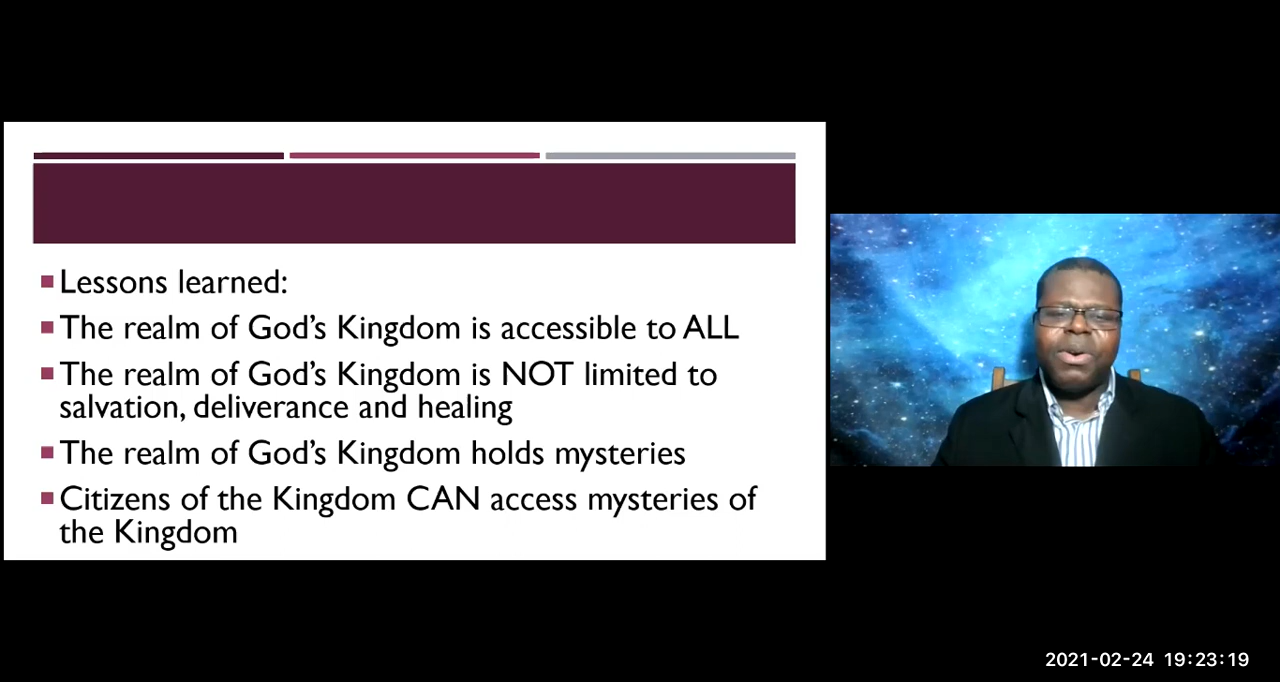 Lessons learned:
The realm of God’s Kingdom is accessible to ALL
The realm of God’s Kingdom is NOT limited to
salvation, deliverance and healing
The realm of God’s Kingdom holds mysteries
Citizens of the Kingdom CAN access mysteries of
the Kingdom
2021-02-24 19:23:19